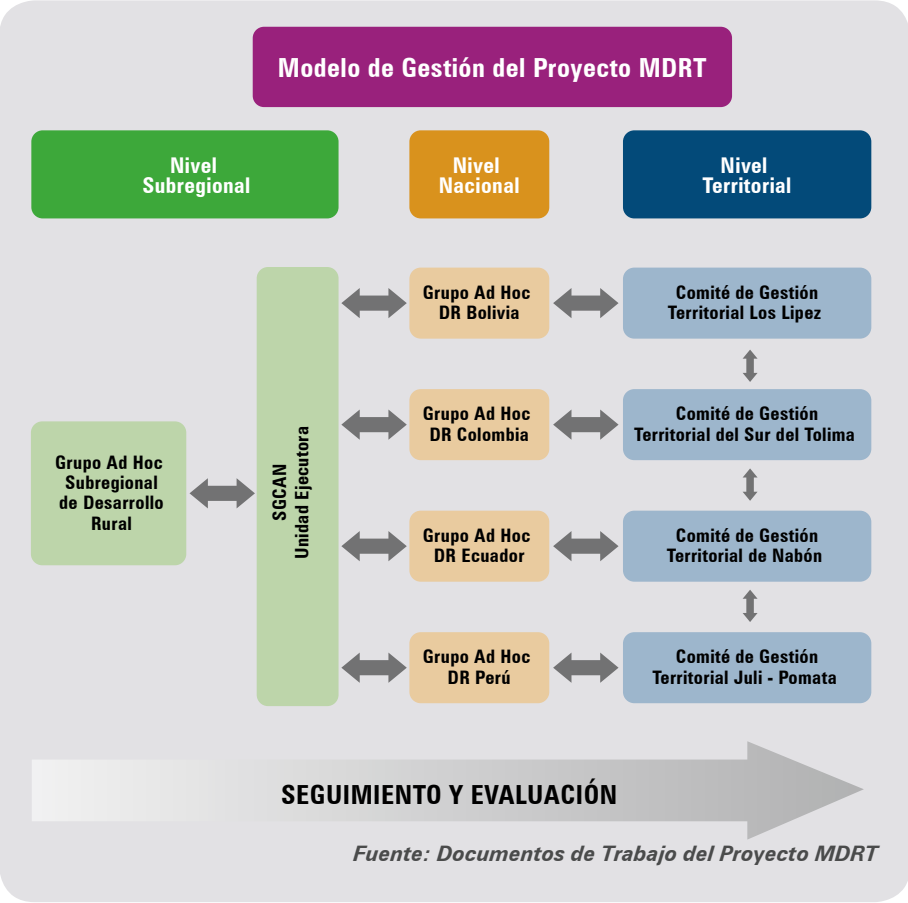 Modelo de Gestión del Proyecto MDRT
Nivel
Subregional
Nivel
Nacional
Nivel
Territorial
Grupo Ad Hoc
Subregional
de Desarrollo
Rural
SGCAN
Unidad Ejecutora
Grupo Ad Hoc
DR Bolivia
Comité de Gestión
Territorial Los Lipez
Grupo Ad Hoc
DR Colombia
Comité de Gestión
Territorial del Sur del Tolima
Grupo Ad Hoc
DR Ecuador
Comité de Gestión
Territorial de Nabón
Grupo Ad Hoc
DR Perú
Comité de Gestión
Territorial Juli - Pomata
SEGUIMIENTO Y EVALUACIÓN
Fuente: Documentos de Trabajo del Proyecto MDRT